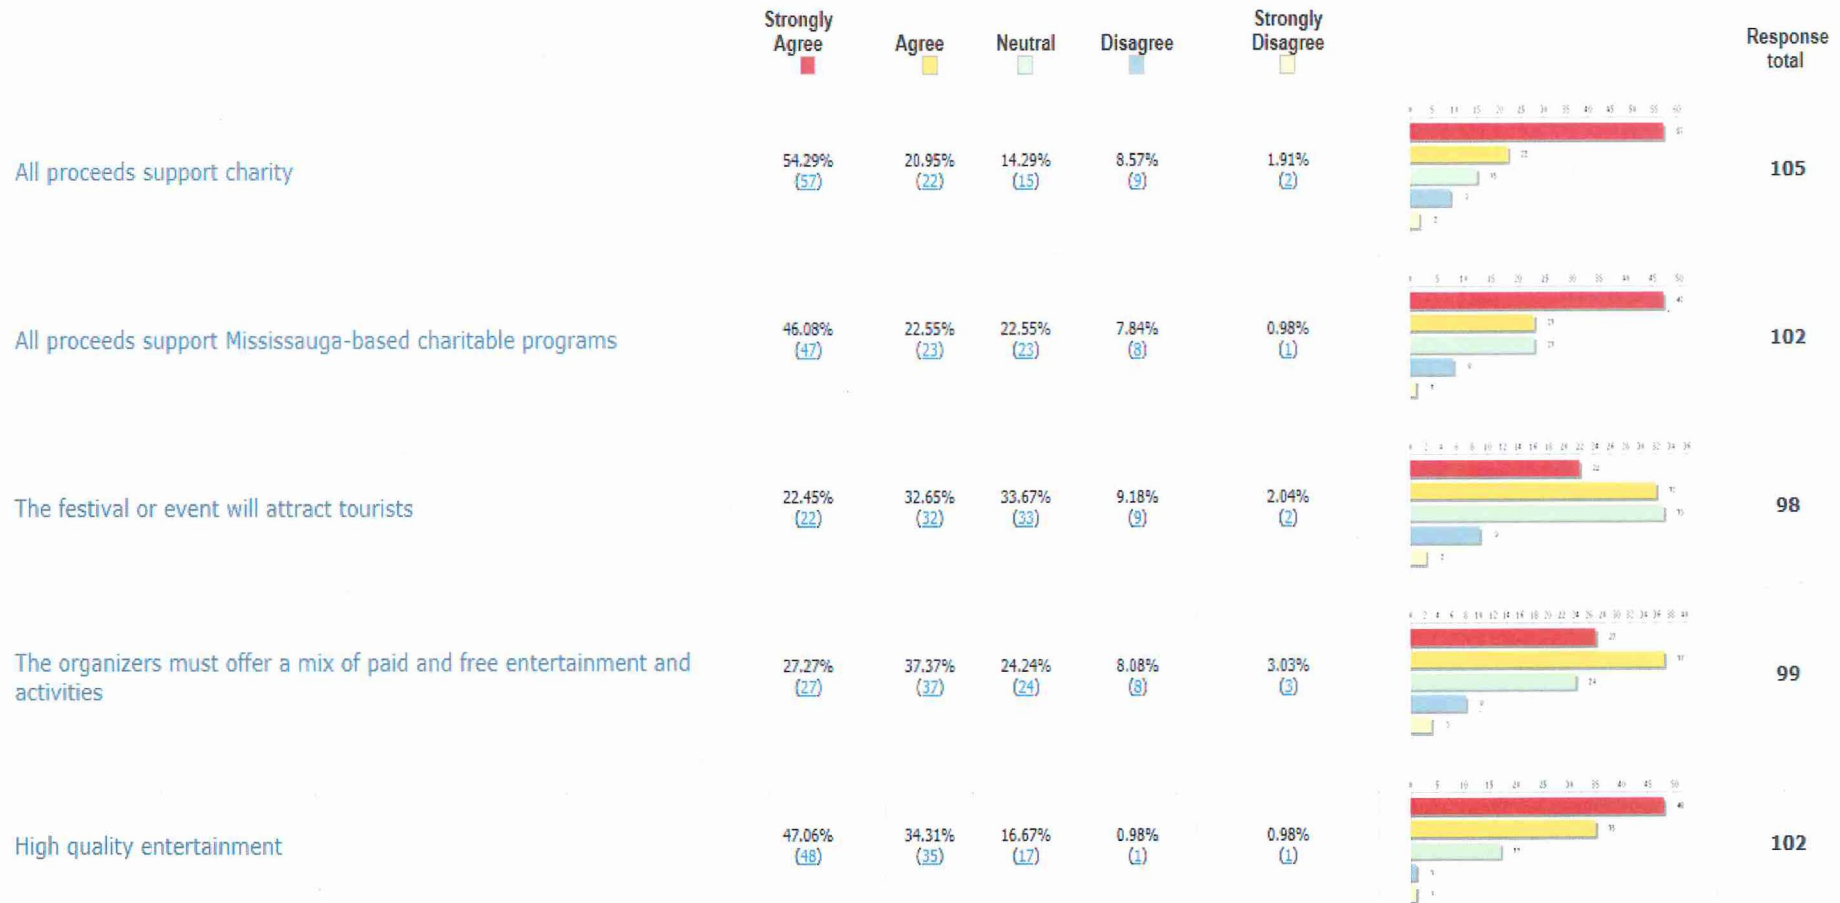 Strongly Agree Agree Neutral Disagree Strongly Disagree Response total
All proceeds support charity 54.29% 20.95% 14.29% 8.57% 1.91% 105
(57) (22) (15) (9) (2)
All proceeds support Mississauga-based charitable programs 46.08% 22.55% 22.55% 7.84% 0.98% 102
(47) (23) (23) (8) (1)
The festival or event will attract tourists 22.45% 32.65% 33.67% 9.18% 2.04% 98
(22) (32) (33) (9) (2)
The organizers must offer a mix of paid and free entertainment and
activities 27.27% 37.37% 24.24% 8.08% 3.03% 99
(27) (37) (24) (8) (3)
High quality entertainment 47.06% 34.31% 16.67% 0.98% 0.98% 102
(48) (35) (17) (1) (1)